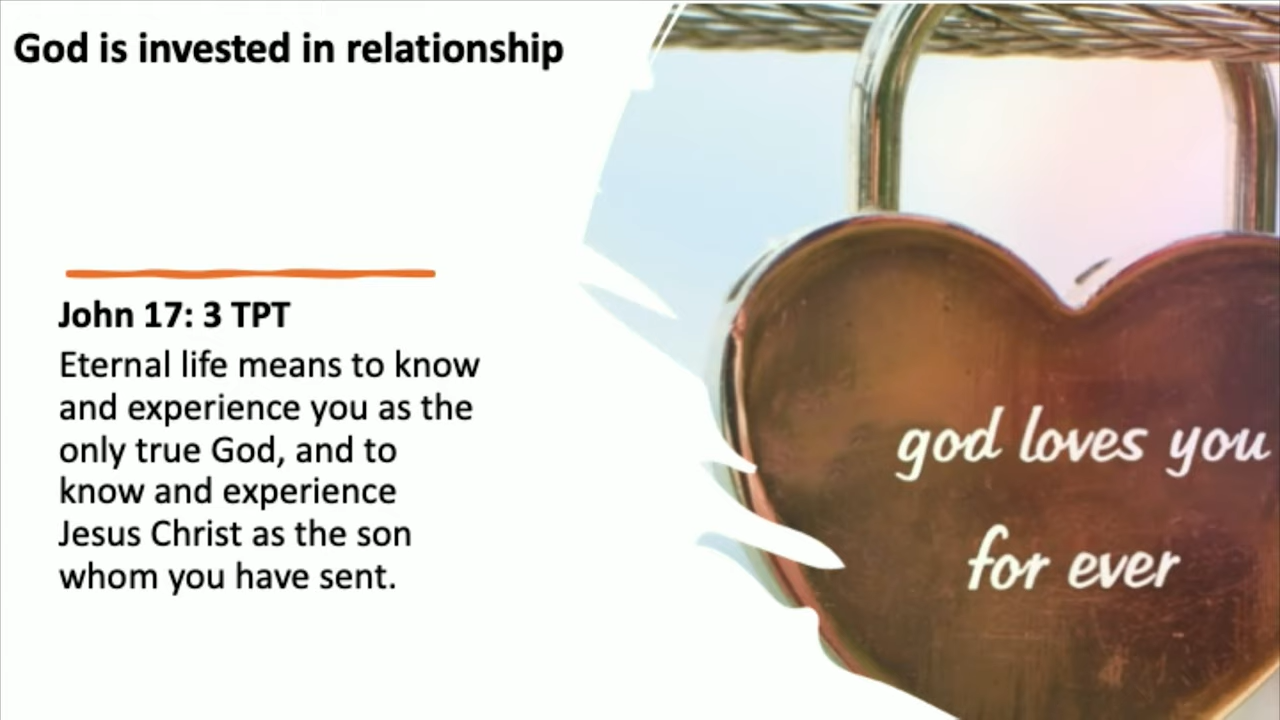 God is invested in relationship
John 17: 3 TPT
Eternal life means to know
and experience you as the
only true God, and to
know and experience
Jesus Christ as the son
whom you have sent.
god loves you
for ever